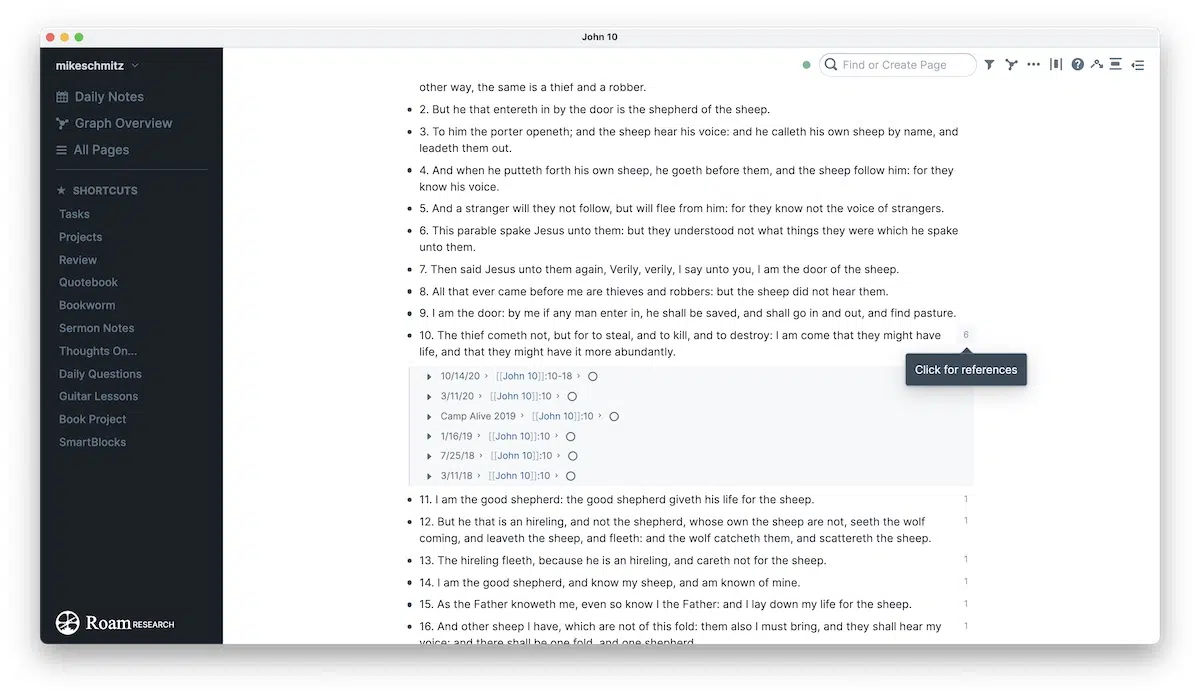 John 10
mikeschmitz
Daily Notes
Graph Overview
All Pages
SHORTCUTS
Tasks
Projects
Review
Quotebook
Bookworm
Sermon Notes
Thoughts On...
Daily Questions
Guitar Lessons
Book Project
SmartBlocks
Roam RESEARCH
Find or Create Page
other way, the same is a thief and a robber.
2. But he that entereth in by the door is the shepherd of the sheep.
3. To him the porter openeth; and the sheep hear his voice: and he calleth his own sheep by name, and
leadeth them out.
4. And when he putteth forth his own sheep, he goeth before them, and the sheep follow him: for they
know his voice.
5. And a stranger will they not follow, but will flee from him: for they know not the voice of strangers.
6. This parable spake Jesus unto them: but they understood not what things they were which he spake
unto them.
7. Then said Jesus unto them again, Verily, verily, I say unto you, I am the door of the sheep.
8. All that ever came before me are thieves and robbers: but the sheep did not hear them.
9. I am the door: by me if any man enter in, he shall be saved, and shall go in and out, and find pasture.
10. The thief cometh not, but for to steal, and to kill, and to destroy: I am come that they might have 6
life, and that they might have it more abundantly.
Click for references
10/14/20 › [[John 10]]:10-18 ›
3/11/20 › [[John 10]]:10 ›
Camp Alive 2019 › [[John 10]]:10 ›
1/16/19 › [[John 10]]:10 ›
7/25/18 › [[John 10]]:10 ›
3/11/18 › [[John 10]]:10 ›
11. I am the good shepherd: the good shepherd giveth his life for the sheep. 1
12. But he that is an hireling, and not the shepherd, whose own the sheep are not, seeth the wolf 1
coming, and leaveth the sheep, and fleeth: and the wolf catcheth them, and scattereth the sheep.
13. The hireling fleeth, because he is an hireling, and careth not for the sheep. 1
14. I am the good shepherd, and know my sheep, and am known of mine. 1
15. As the Father knoweth me, even so know I the Father: and I lay down my life for the sheep. 1
16. And other sheep I have, which are not of this fold: them also I must bring, and they shall hear my 1
voice; and there shall be one fold, and one shepherd.